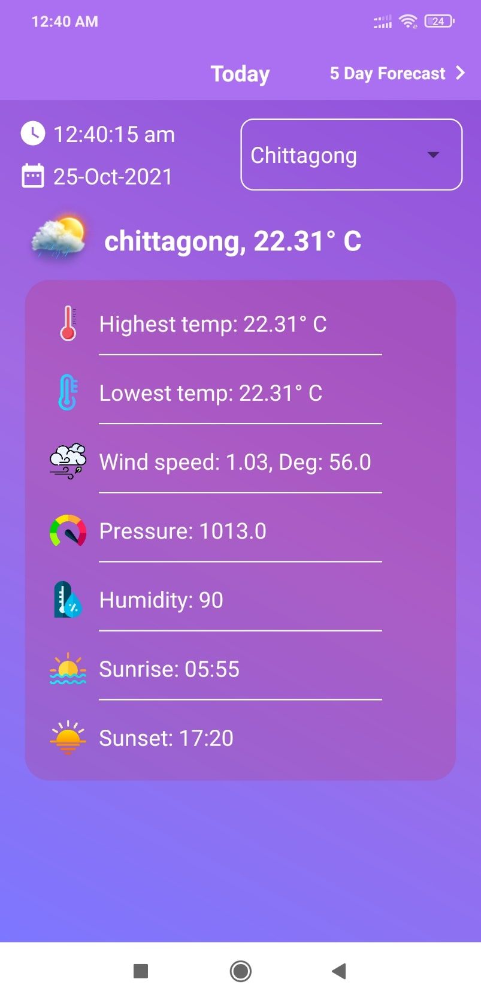 12:40 AM
24
Today
5 Day Forecast
12:40:15 am
25-Oct-2021
Chittagong
chittagong, 22.31° C
Highest temp: 22.31° C
Lowest temp: 22.31° C
Wind speed: 1.03, Deg: 56.0
Pressure: 1013.0
Humidity: 90
Sunrise: 05:55
Sunset: 17:20